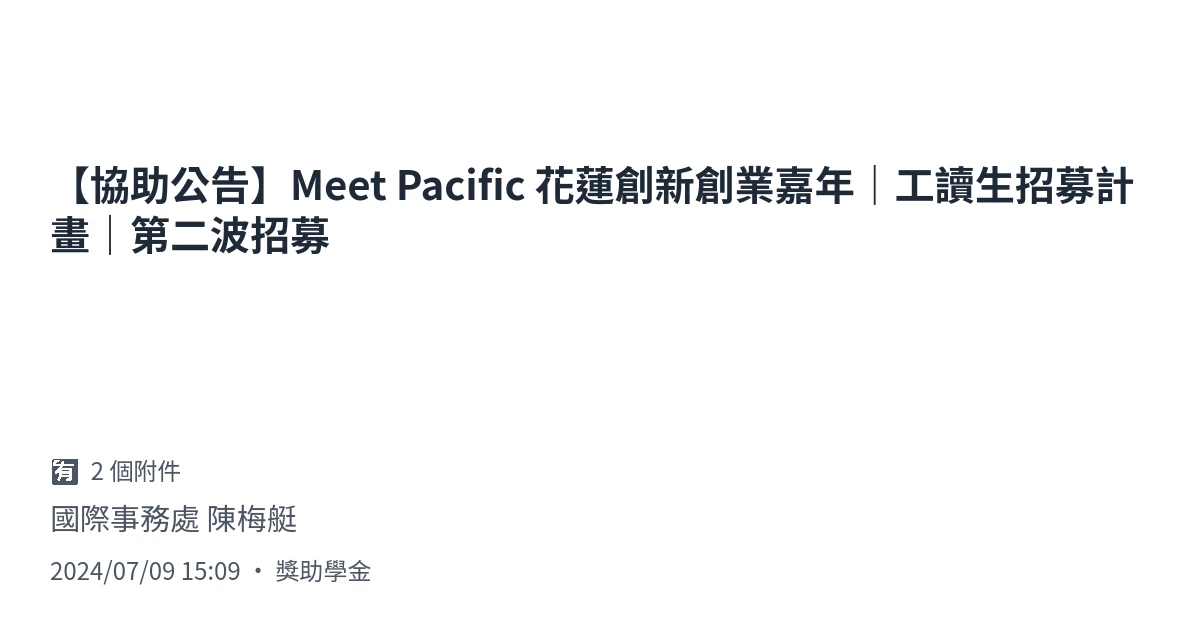 【協助公告】Meet Pacific 花蓮創新創業嘉年｜工讀生招募計
畫｜第二波招募
有 2 個附件
國際事務處 陳梅艇
2024/07/09 15:09 • 獎助學金